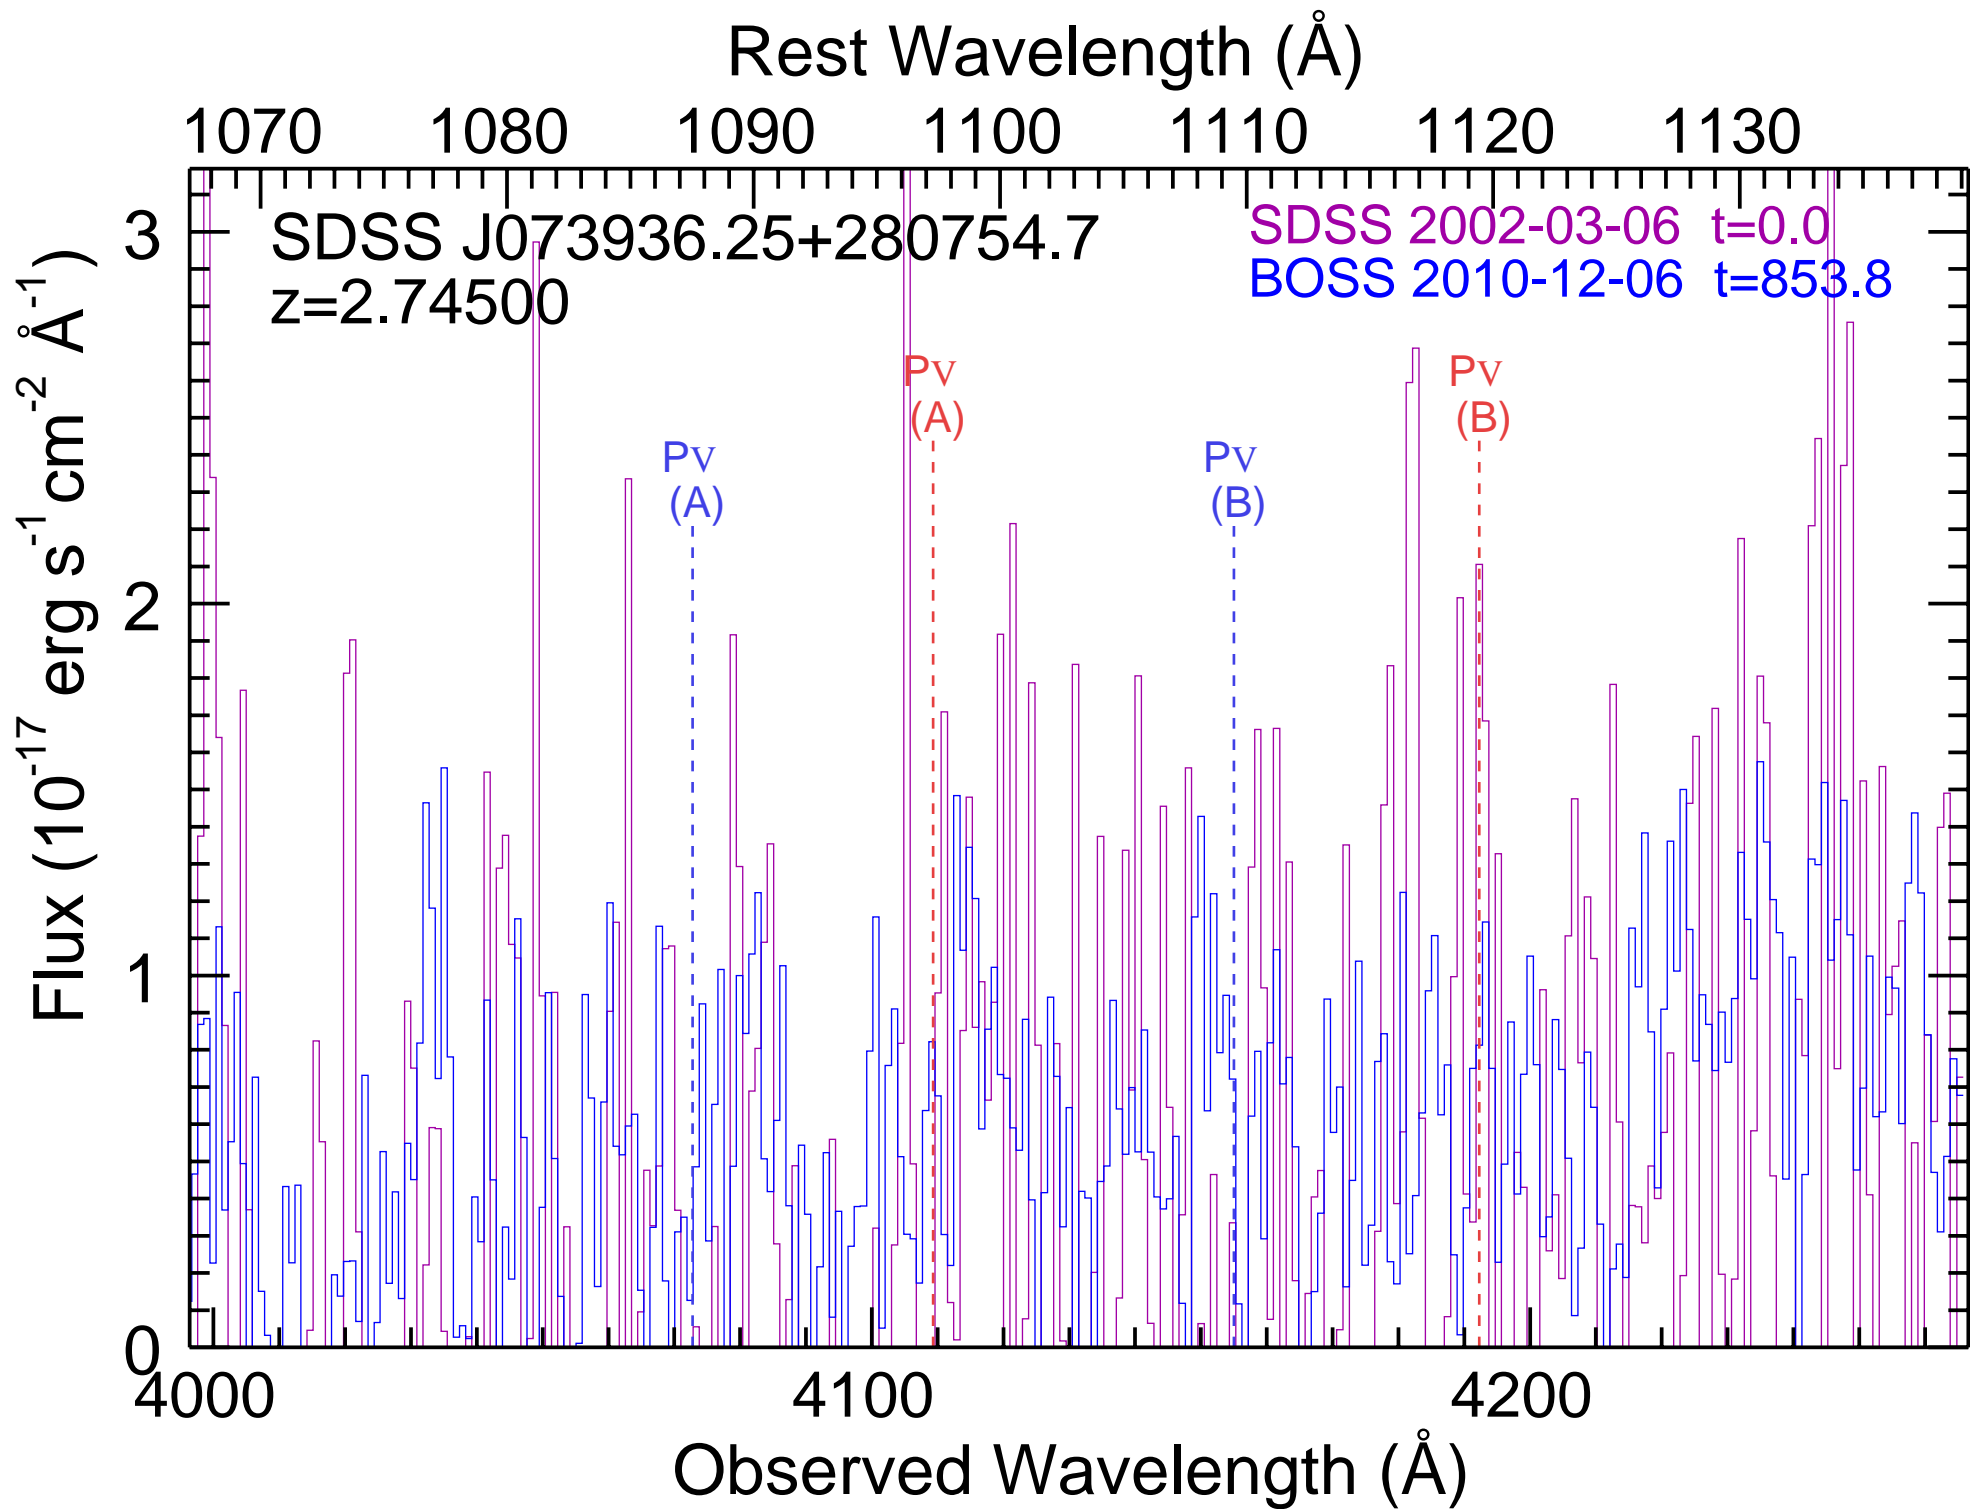 Rest Wavelength (Å)
1070 1080 1090 1100 1110 1120 1130
SDSS J073936.25+280754.7
z=2.74500
SDSS 2002-03-06 t=0.0
BOSS 2010-12-06 t=853.8
Flux (10⁻¹⁷ erg s⁻¹ cm⁻² Å⁻¹)
3
2
1
0
PV
(A)
PV
(B)
PV
(A)
PV
(B)
4000 4100 4200
Observed Wavelength (Å)